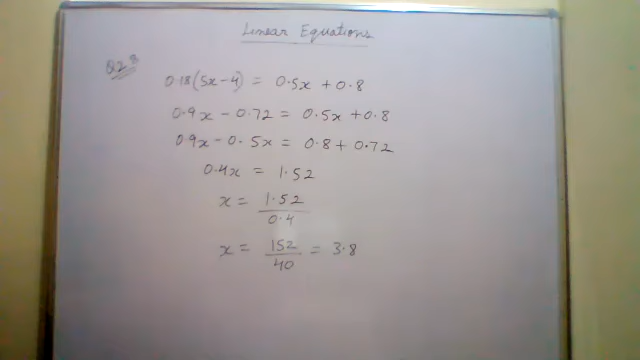 Linear Equations
Q2
0.18(5x-4) = 0.5x + 0.8
0.9x - 0.72 = 0.5x + 0.8
0.9x - 0.5x = 0.8 + 0.72
0.4x = 1.52
x = 1.52/0.4
x = 152/40 = 3.8